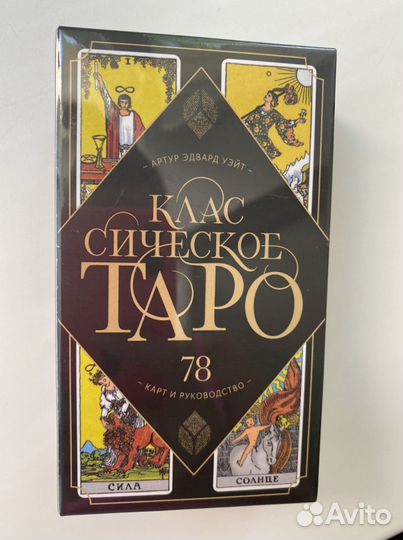 I
– АРТУР ЭДВАРД УЭЙТ –
КЛАС
СИЧЕСКОЕ
ТАРО
78
– КАРТ И РУКОВОДСТВО –
СИЛА
СОЛНЦЕ
Avito